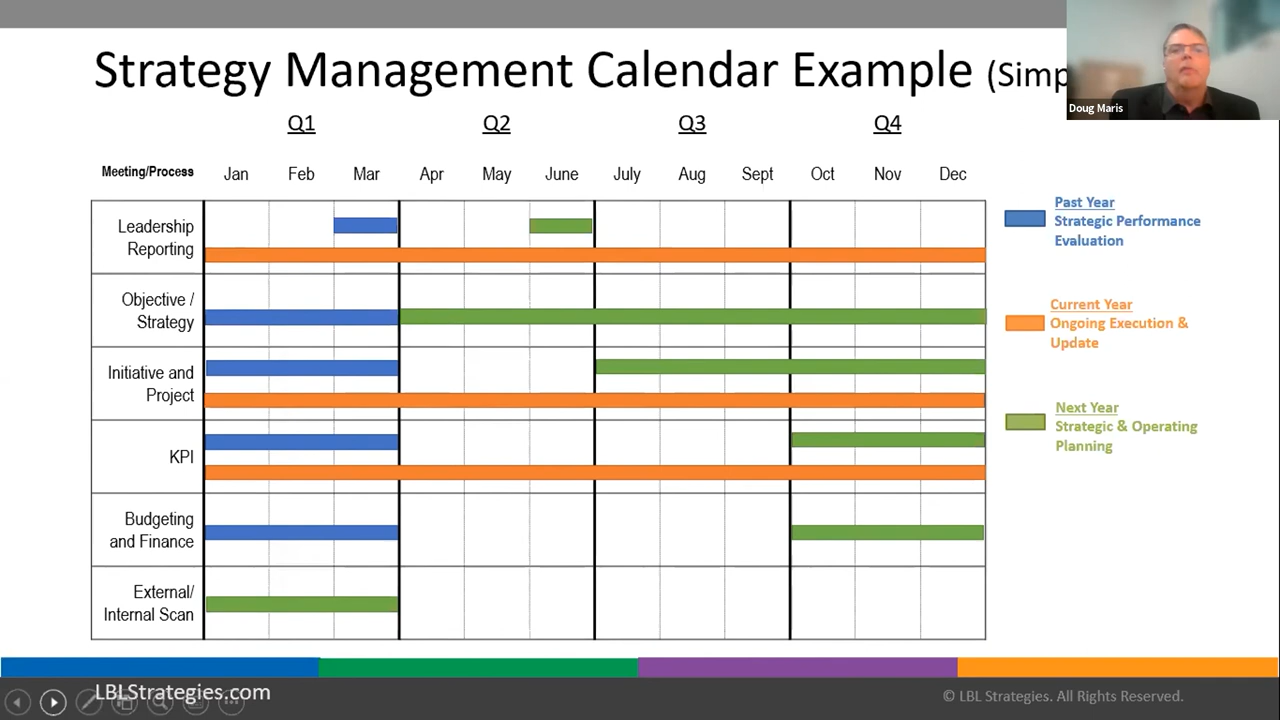 Strategy Management Calendar Example (Simp
Doug Maris
Q1 Q2 Q3 Q4
Meeting/Process Jan Feb Mar Apr May June July Aug Sept Oct Nov Dec
Leadership
Reporting
Objective /
Strategy
Initiative and
Project
KPI
Budgeting
and Finance
External/
Internal Scan
Past Year
Strategic Performance
Evaluation
Current Year
Ongoing Execution &
Update
Next Year
Strategic & Operating
Planning
LBLStrategies.com
© LBL Strategies. All Rights Reserved.